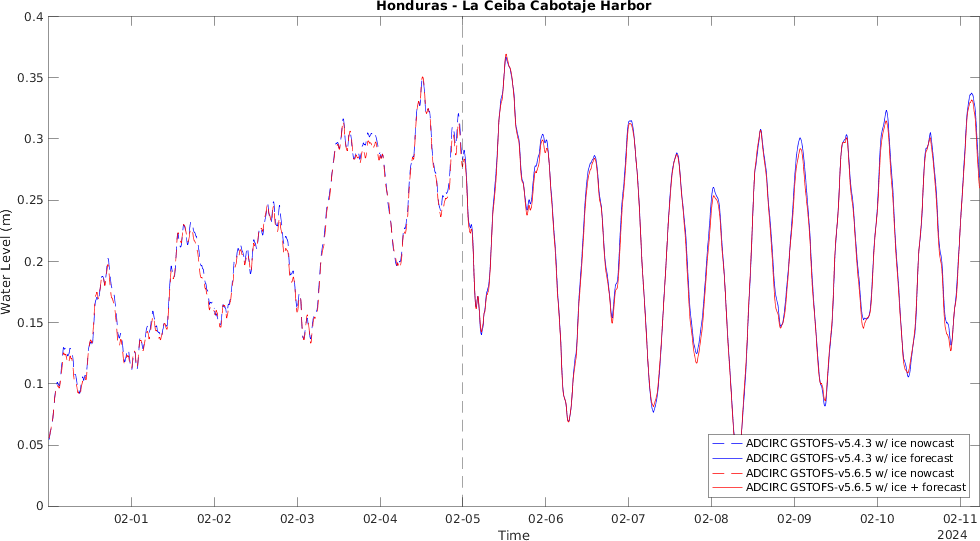 Honduras - La Ceiba Cabotaje Harbor
0.4
0.35
0.3
0.25
0.2
0.15
0.1
0.05
0
Water Level (m)
02-01 02-02 02-03 02-04 02-05 02-06 02-07 02-08 02-09 02-10 02-11
Time
2024
ADCIRC GSTOFS-v5.4.3 w/ ice nowcast
ADCIRC GSTOFS-v5.4.3 w/ ice forecast
ADCIRC GSTOFS-v5.6.5 w/ ice nowcast
ADCIRC GSTOFS-v5.6.5 w/ ice + forecast